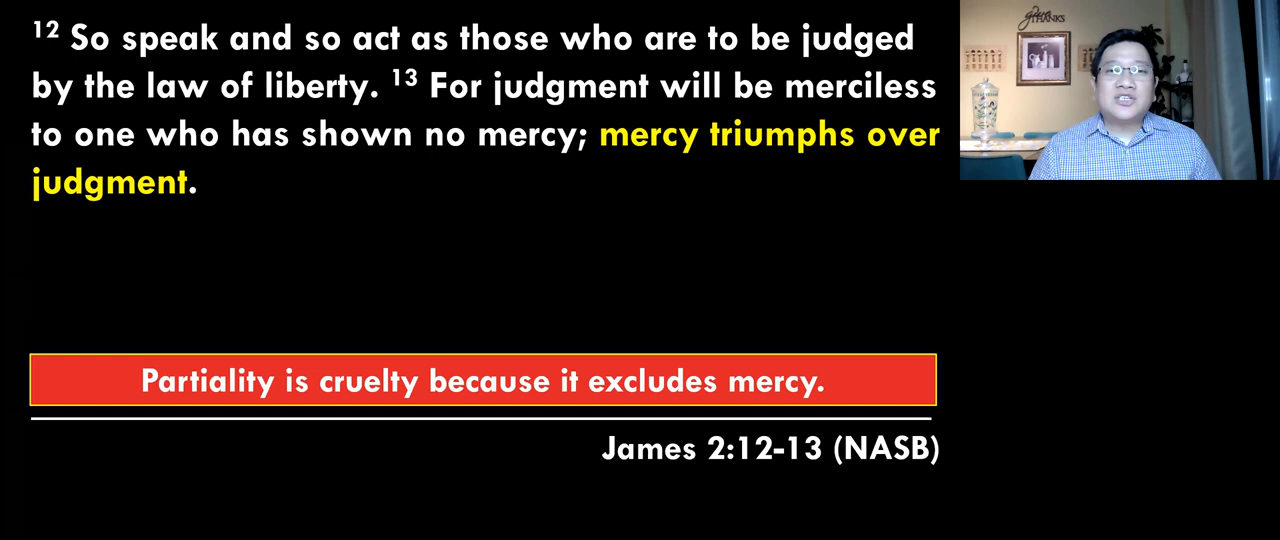 12 So speak and so act as those who are to be judged
by the law of liberty. 13 For judgment will be merciless
to one who has shown no mercy; mercy triumphs over
judgment.
give
THANKS
Partiality is cruelty because it excludes mercy.
James 2:12-13 (NASB)